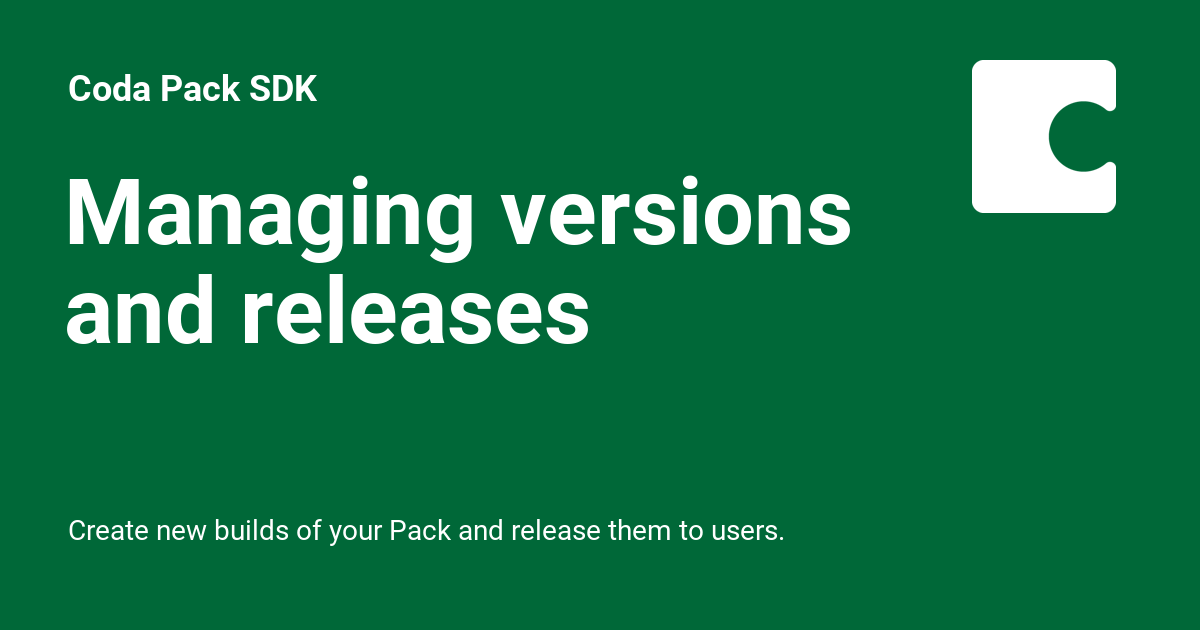 Coda Pack SDK
Managing versions
and releases
Create new builds of your Pack and release them to users.